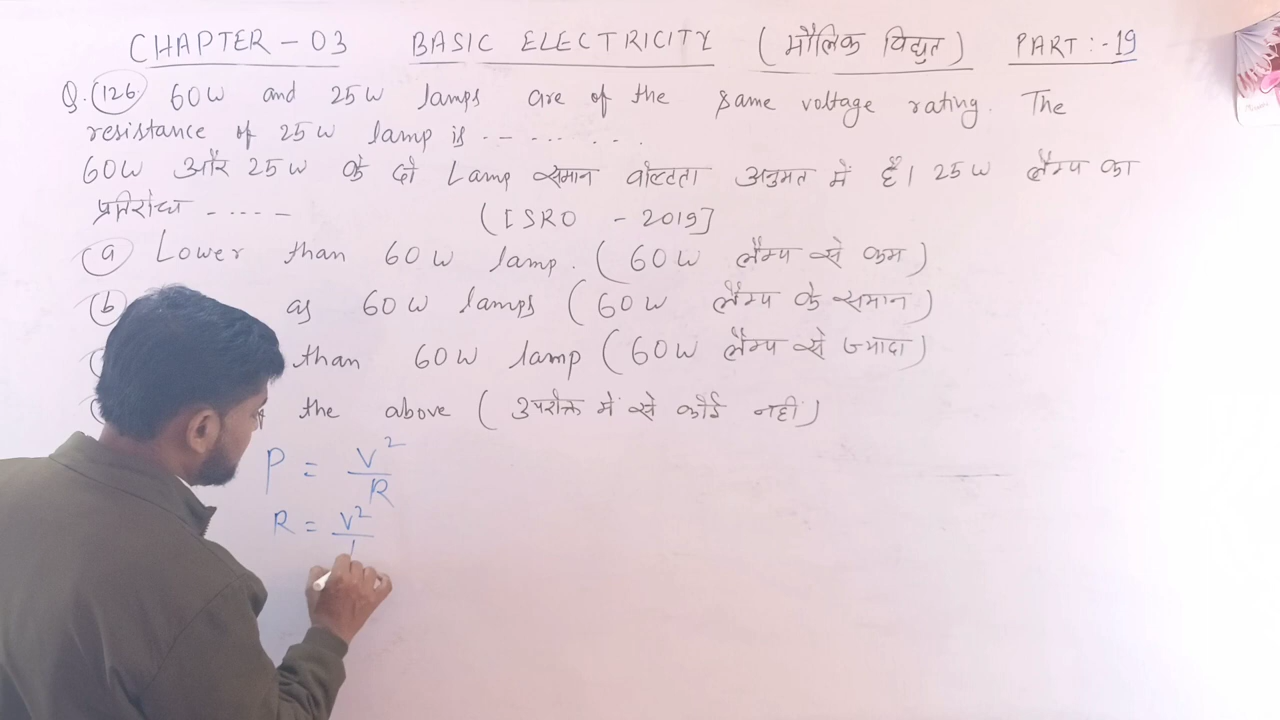 CHAPTER - 03 BASIC ELECTRICITY (मौलिक विद्युत) PART :- 19
Q. 126. 60W and 25W lamps are of the same voltage rating. The
resistance of 25W lamp is - - ... ....
60W और 25W के दो Lamp समान वोल्टता अनुमत में है। 25W लैम्प का
प्रतिरोध - ---- (ISRO - 2019]
a Lower than 60W lamp. (60W लैम्प से कम)
b as 60W lamps (60W लैम्प के समान)
than 60W lamp (60W लैम्प से ज्यादा)
the above (उपरोक्त में से कोई नहीं)
P = V²/R
R = V²